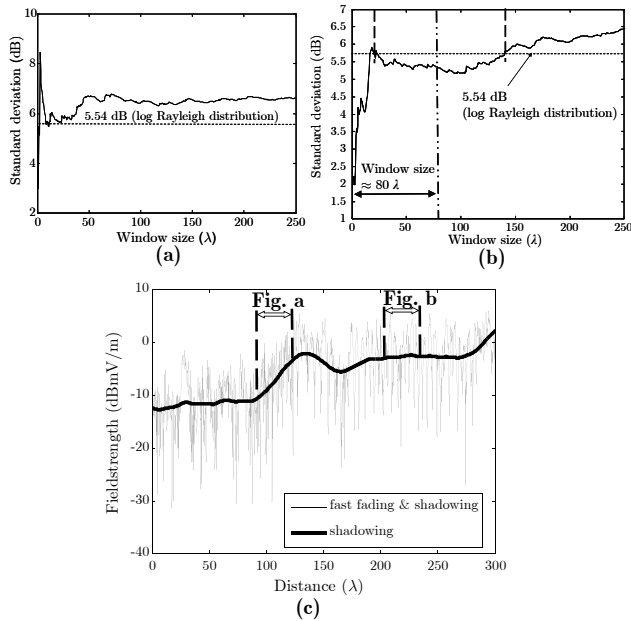 10
8
6
4
2
0
50
100
150
200
250
Standard deviation (dB)
5.54 dB (log Rayleigh distribution)
Window size (λ)
(a)
7
6.5
6
5.5
5
4.5
4
3.5
3
2.5
2
1.5
1
0
50
100
150
200
250
Standard deviation (dB)
5.54 dB
(log Rayleigh distribution)
Window size
≈ 80 λ
Window size (λ)
(b)
10
0
-10
-20
-30
-40
0
50
100
150
200
250
300
Fieldstrength (dBmV/m)
Fig. a
Fig. b
fast fading & shadowing
shadowing
Distance (λ)
(c)